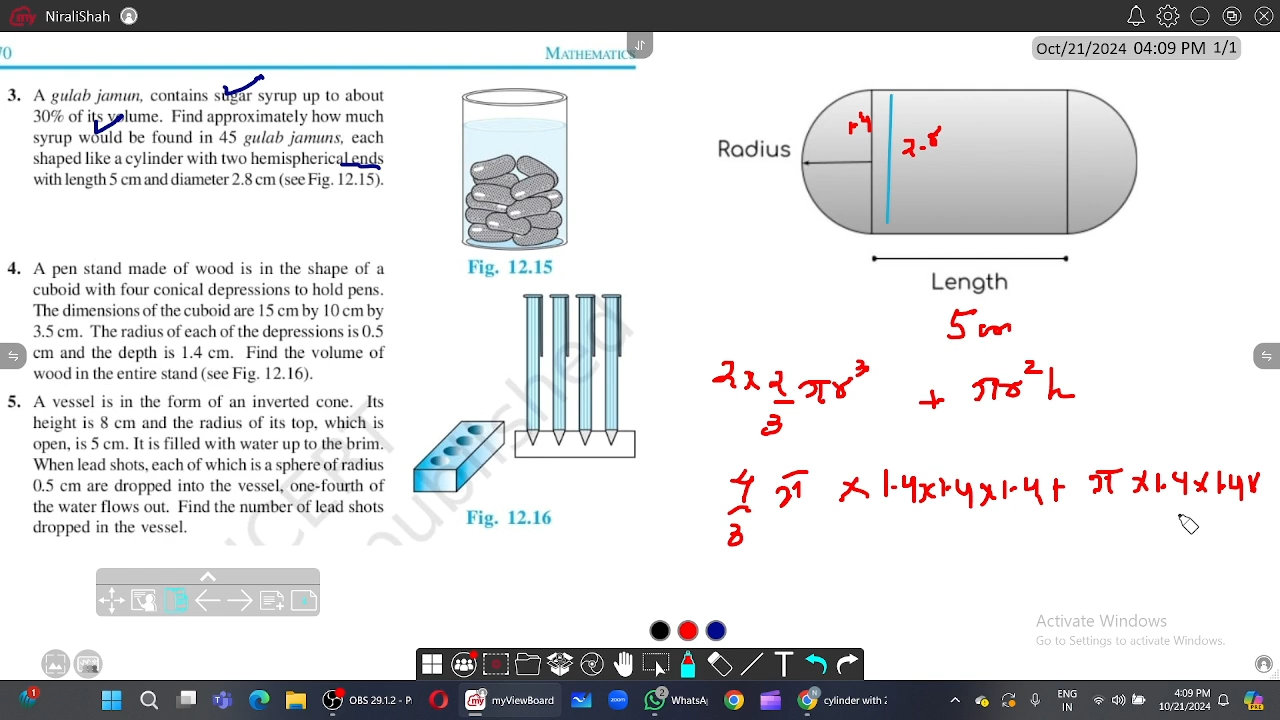 NiraliShah
Oct/21/2024 04:09 PM 1/1
70
MATHEMATICS
3. A gulab jamun, contains sugar syrup up to about
30% of its volume. Find approximately how much
syrup would be found in 45 gulab jamuns, each
shaped like a cylinder with two hemispherical ends
with length 5 cm and diameter 2.8 cm (see Fig. 12.15).
Fig. 12.15
4. A pen stand made of wood is in the shape of a
cuboid with four conical depressions to hold pens.
The dimensions of the cuboid are 15 cm by 10 cm by
3.5 cm. The radius of each of the depressions is 0.5
cm and the depth is 1.4 cm. Find the volume of
wood in the entire stand (see Fig. 12.16).
5. A vessel is in the form of an inverted cone. Its
height is 8 cm and the radius of its top, which is
open, is 5 cm. It is filled with water up to the brim.
When lead shots, each of which is a sphere of radius
0.5 cm are dropped into the vessel, one-fourth of
the water flows out. Find the number of lead shots
dropped in the vessel.
Fig. 12.16
Radius
1.4
2.8
Length
5 cm
2 × 2/3 πr³ + πr²h
4/3 π × 1.4×1.4×1.4 + π ×1.4×1.4×
Activate Windows
Go to Settings to activate Windows.
OBS 29.1.2 - P
myViewBoard
zoom
WhatsA
cylinder with 2
ENG
IN
4:09 PM
10/21/2024